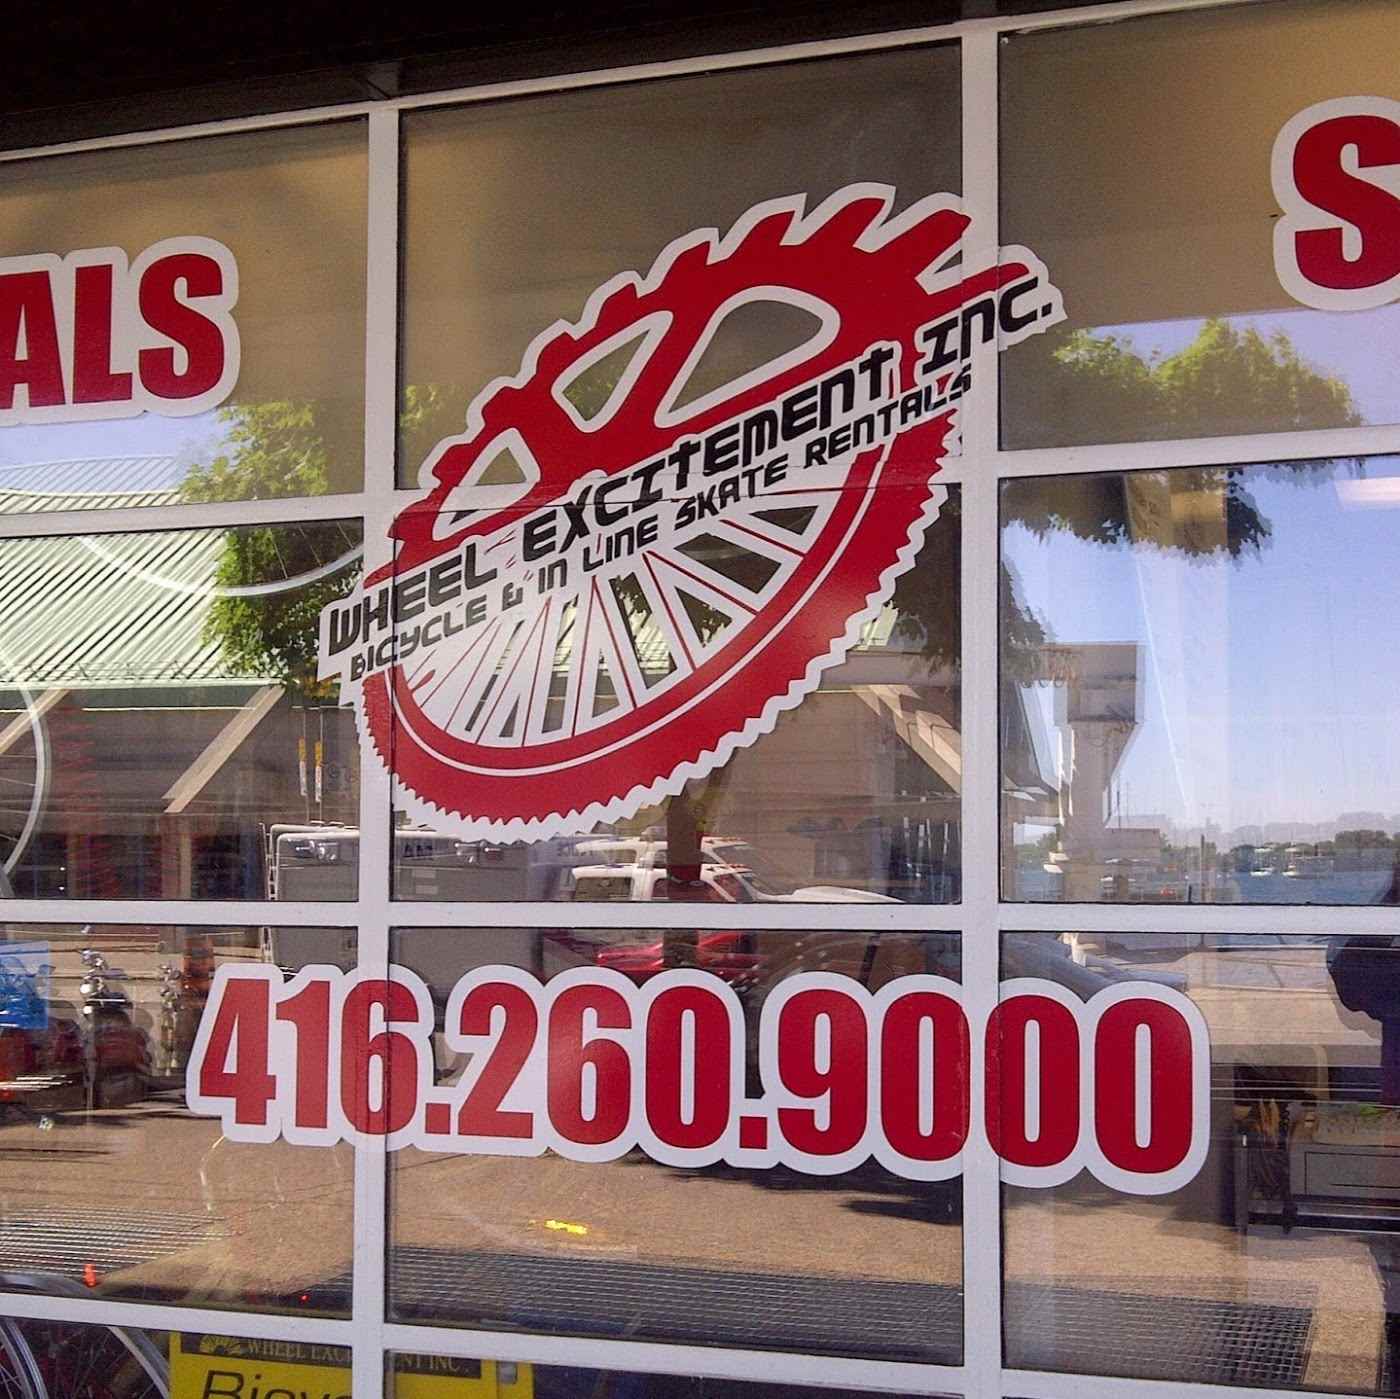 ALS
S
WHEEL EXCITEMENT INC.
BICYCLE & IN LINE SKATE RENTALS
416.260.9000
WHEEL EXCITEMENT INC.